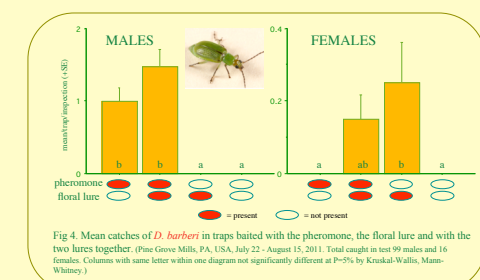 MALES
FEMALES
mean/trap/inspection (+SE)
2
1
0
b b a a
0.4
0.2
0
a ab b a
pheromone
floral lure
= present = not present
Fig 4. Mean catches of D. barberi in traps baited with the pheromone, the floral lure and with the
two lures together. (Pine Grove Mills, PA, USA, July 22 - August 15, 2011. Total caught in test 99 males and 16
females. Columns with same letter within one diagram not significantly different at P=5% by Kruskal-Wallis, Mann-
Whitney.)